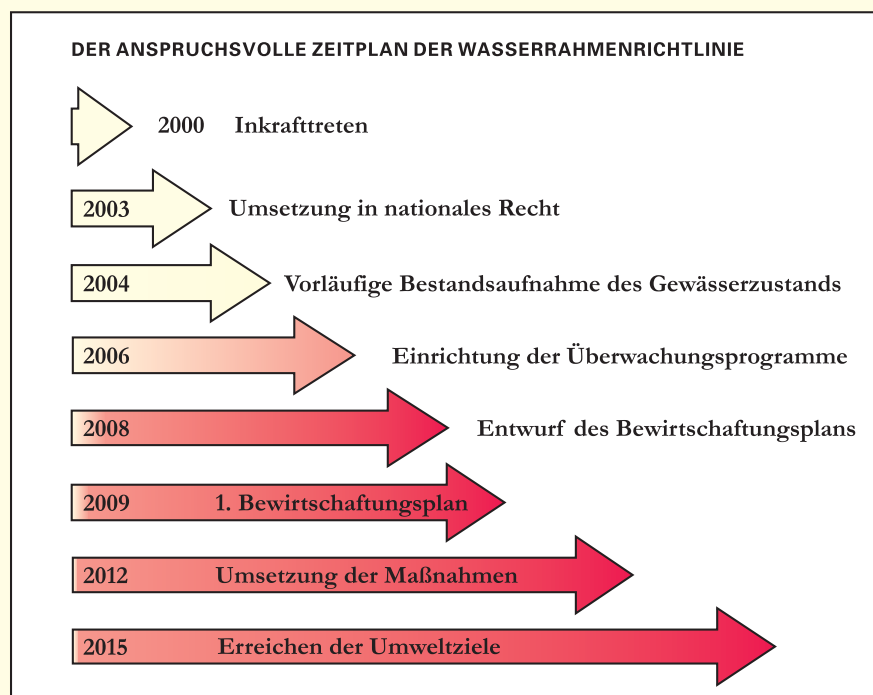 DER ANSPRUCHSVOLLE ZEITPLAN DER WASSERRAHMENRICHTLINIE
2000 Inkrafttreten
2003 Umsetzung in nationales Recht
2004 Vorläufige Bestandsaufnahme des Gewässerzustands
2006 Einrichtung der Überwachungsprogramme
2008 Entwurf des Bewirtschaftungsplans
2009 1. Bewirtschaftungsplan
2012 Umsetzung der Maßnahmen
2015 Erreichen der Umweltziele